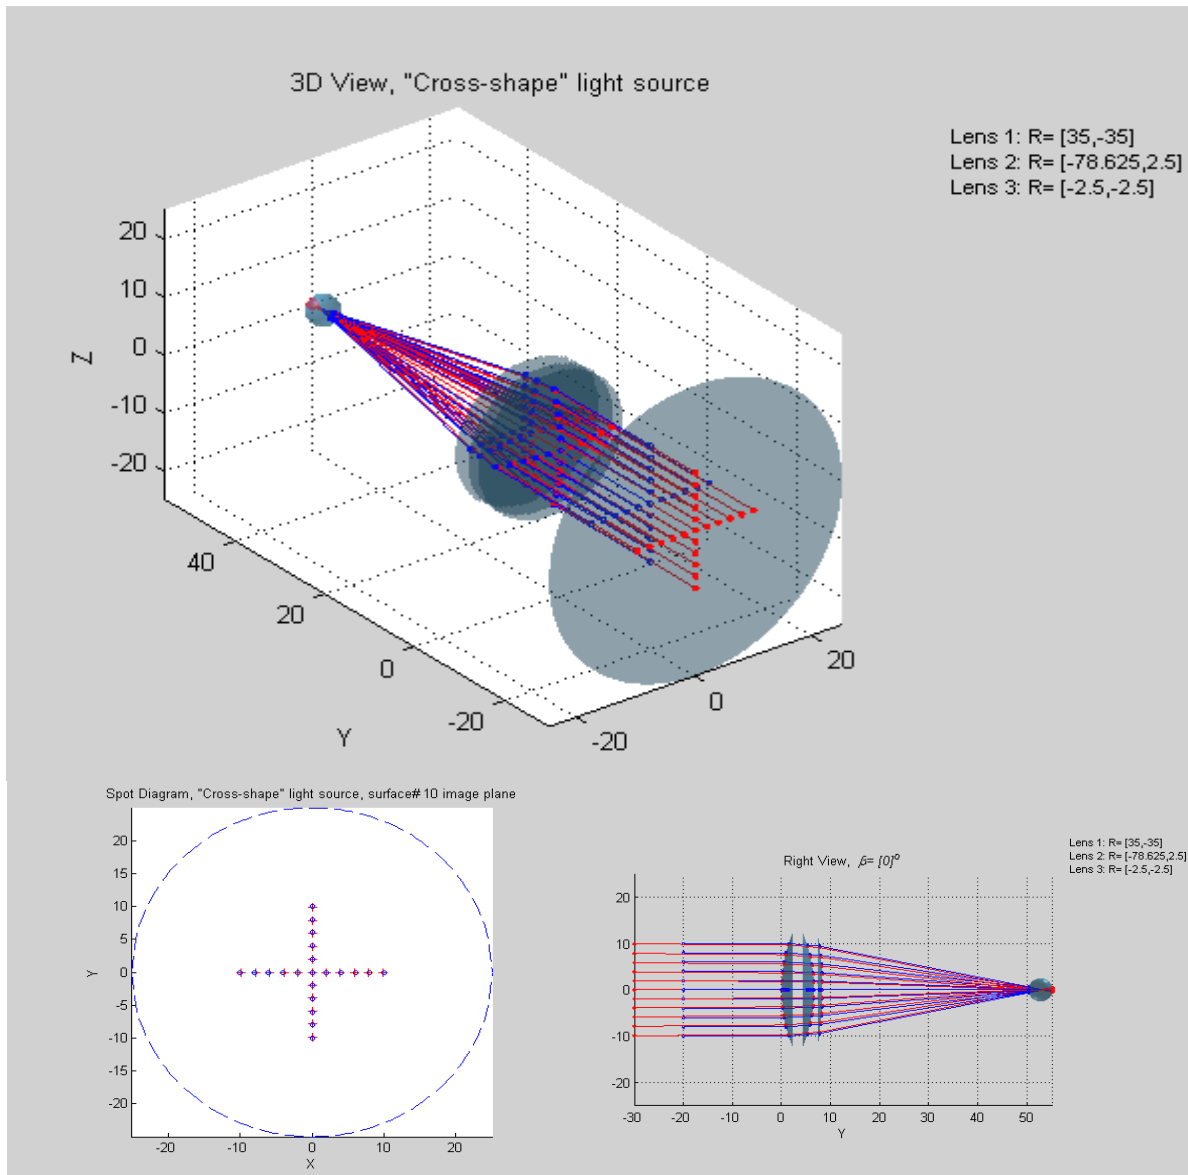 3D View, "Cross-shape" light source
Lens 1: R= [35,-35]
Lens 2: R= [-78.625,2.5]
Lens 3: R= [-2.5,-2.5]
20
10
0
-10
-20
Z
40
20
0
-20
Y
-20
0
20
Spot Diagram, "Cross-shape" light source, surface# 10 image plane
20
15
10
5
0
-5
-10
-15
-20
Y
-20
-10
0
10
20
X
Right View, β= [0]º
Lens 1: R= [35,-35]
Lens 2: R= [-78.625,2.5]
Lens 3: R= [-2.5,-2.5]
20
10
0
-10
-20
-30
-20
-10
0
10
20
30
40
50
Y